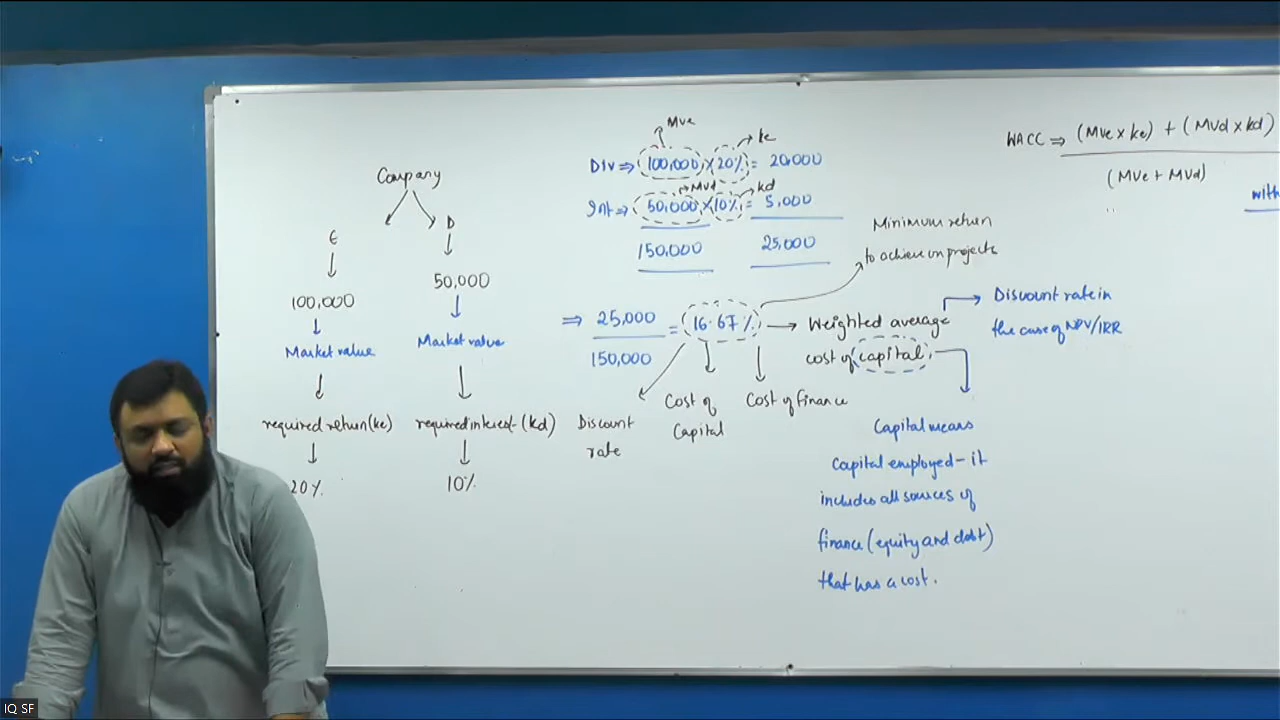 Company
E
D
100,000
50,000
Market value
Market value
required return (ke)
required interest (kd)
20%
10%
Mve
ke
Div ⇒ 100,000 × 20% = 20,000
Mvd
kd
Int ⇒ 50,000 × 10% = 5,000
150,000 25,000
⇒ 25,000
150,000
= 16.67%
Minimum return
to achieve on projects
Weighted average
cost of capital.
Discount rate in
the case of NPV/IRR
Discount
rate
Cost of
Capital
Cost of finance
Capital means
Capital employed - it
includes all sources of
finance (equity and debt)
that has a cost.
WACC ⇒ (Mve × ke) + (Mvd × kd)
(Mve + MVd)
with
IQ SF